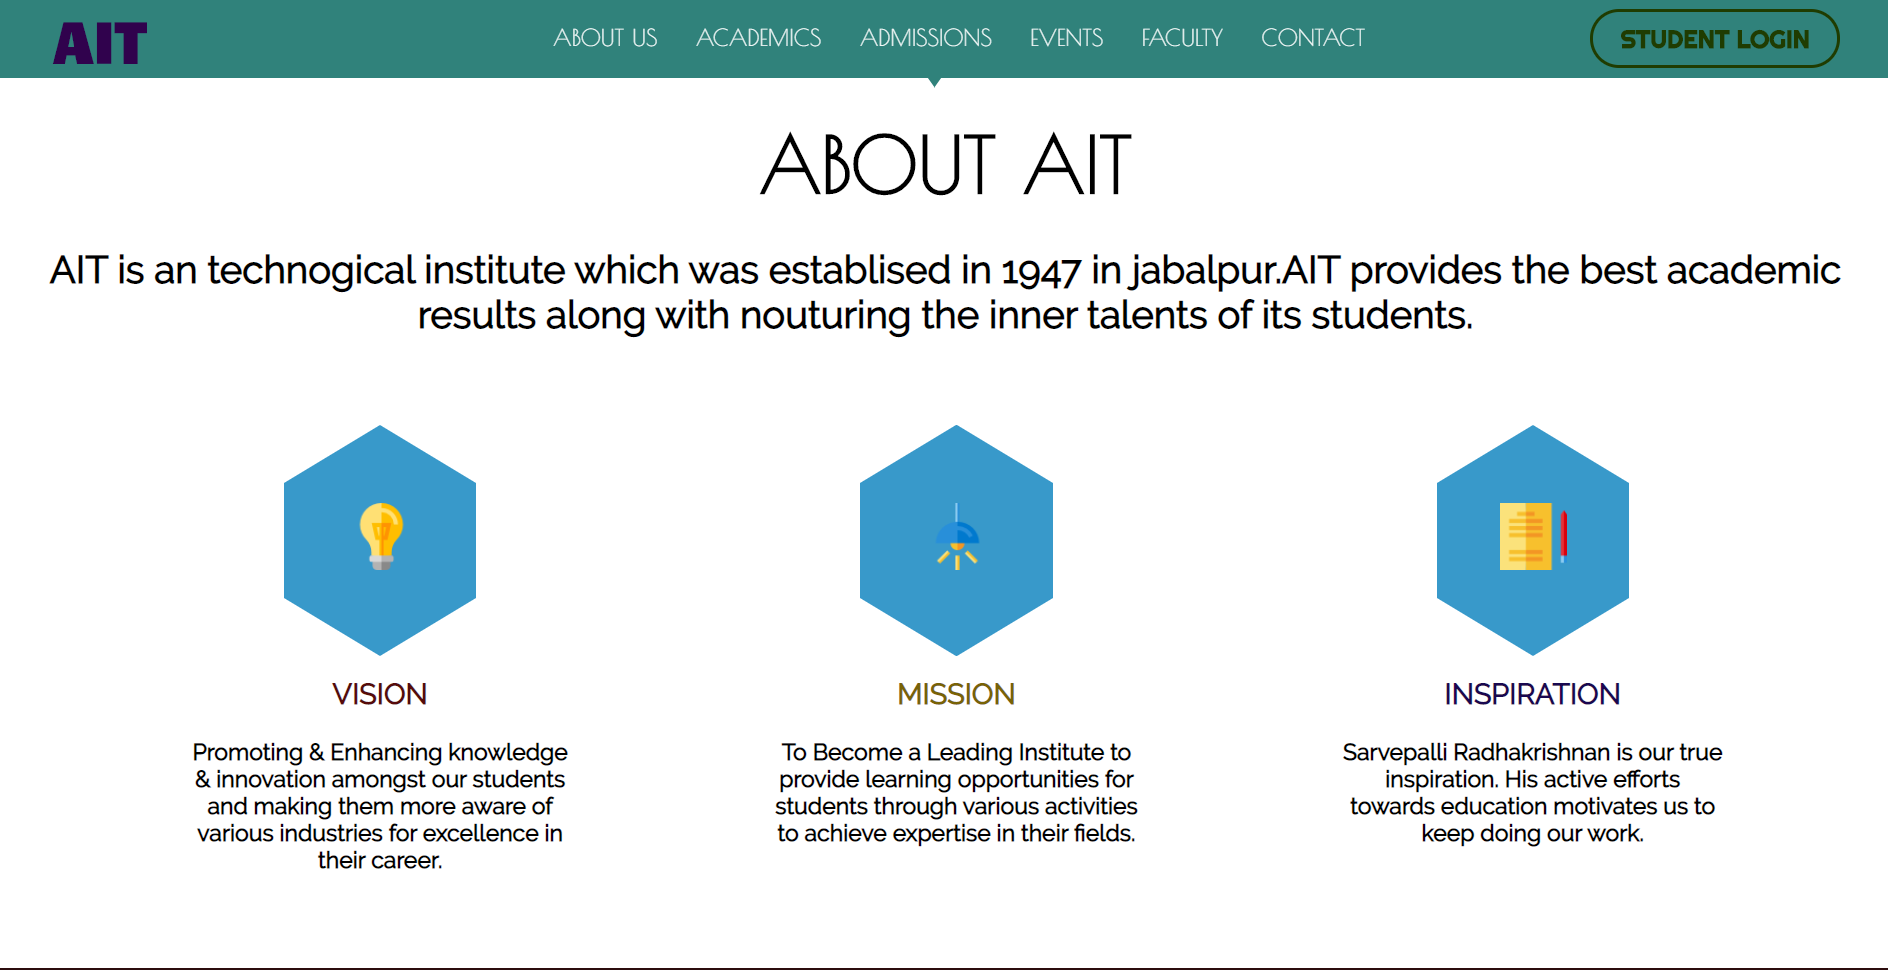 AIT
ABOUT US ACADEMICS ADMISSIONS EVENTS FACULTY CONTACT
STUDENT LOGIN
ABOUT AIT
AIT is an technogical institute which was establised in 1947 in jabalpur.AIT provides the best academic
results along with nouturing the inner talents of its students.
VISION
Promoting & Enhancing knowledge
& innovation amongst our students
and making them more aware of
various industries for excellence in
their career.
MISSION
To Become a Leading Institute to
provide learning opportunities for
students through various activities
to achieve expertise in their fields.
INSPIRATION
Sarvepalli Radhakrishnan is our true
inspiration. His active efforts
towards education motivates us to
keep doing our work.